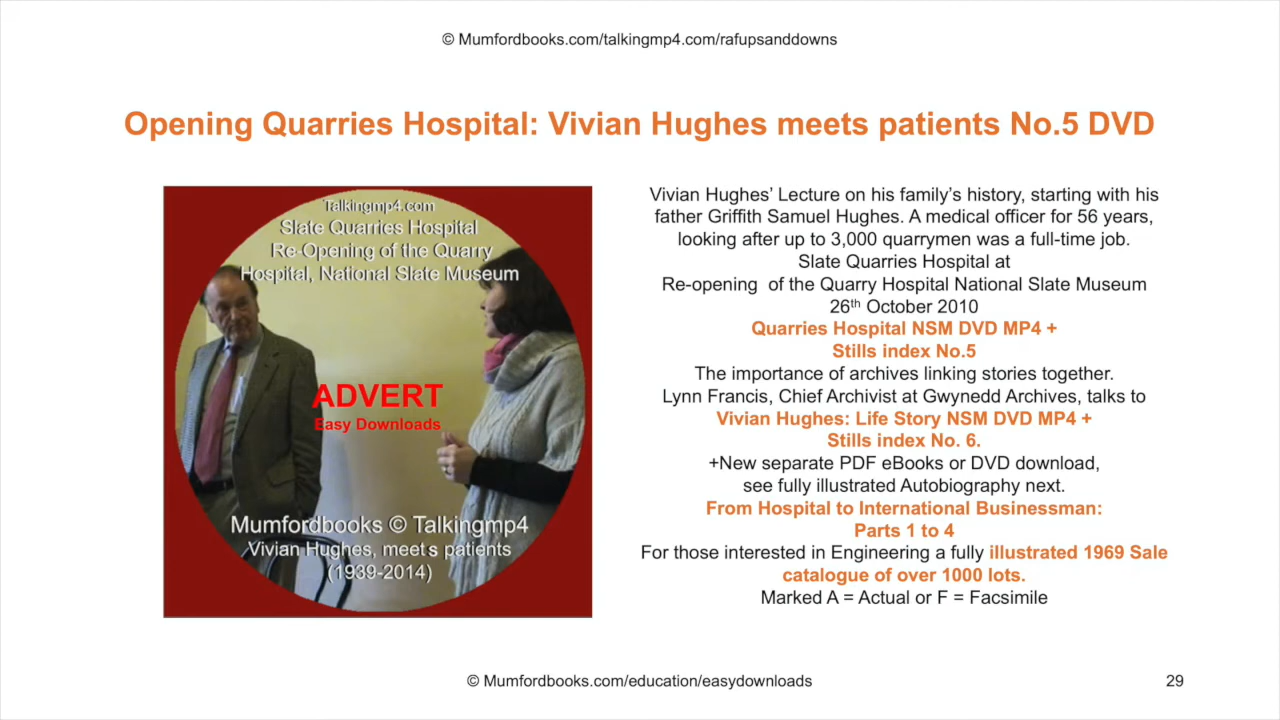 © Mumfordbooks.com/talkingmp4.com/rafupsanddowns
Opening Quarries Hospital: Vivian Hughes meets patients No.5 DVD
Talkingmp4.com
Slate Quarries Hospital
Re-Opening of the Quarry
Hospital, National Slate Museum
ADVERT
Easy Downloads
Mumfordbooks © Talkingmp4
Vivian Hughes, meets patients
(1939-2014)
Vivian Hughes’ Lecture on his family’s history, starting with his
father Griffith Samuel Hughes. A medical officer for 56 years,
looking after up to 3,000 quarrymen was a full-time job.
Slate Quarries Hospital at
Re-opening of the Quarry Hospital National Slate Museum
26th October 2010
Quarries Hospital NSM DVD MP4 +
Stills index No.5
The importance of archives linking stories together.
Lynn Francis, Chief Archivist at Gwynedd Archives, talks to
Vivian Hughes: Life Story NSM DVD MP4 +
Stills index No. 6.
+New separate PDF eBooks or DVD download,
see fully illustrated Autobiography next.
From Hospital to International Businessman:
Parts 1 to 4
For those interested in Engineering a fully illustrated 1969 Sale
catalogue of over 1000 lots.
Marked A = Actual or F = Facsimile
© Mumfordbooks.com/education/easydownloads
29